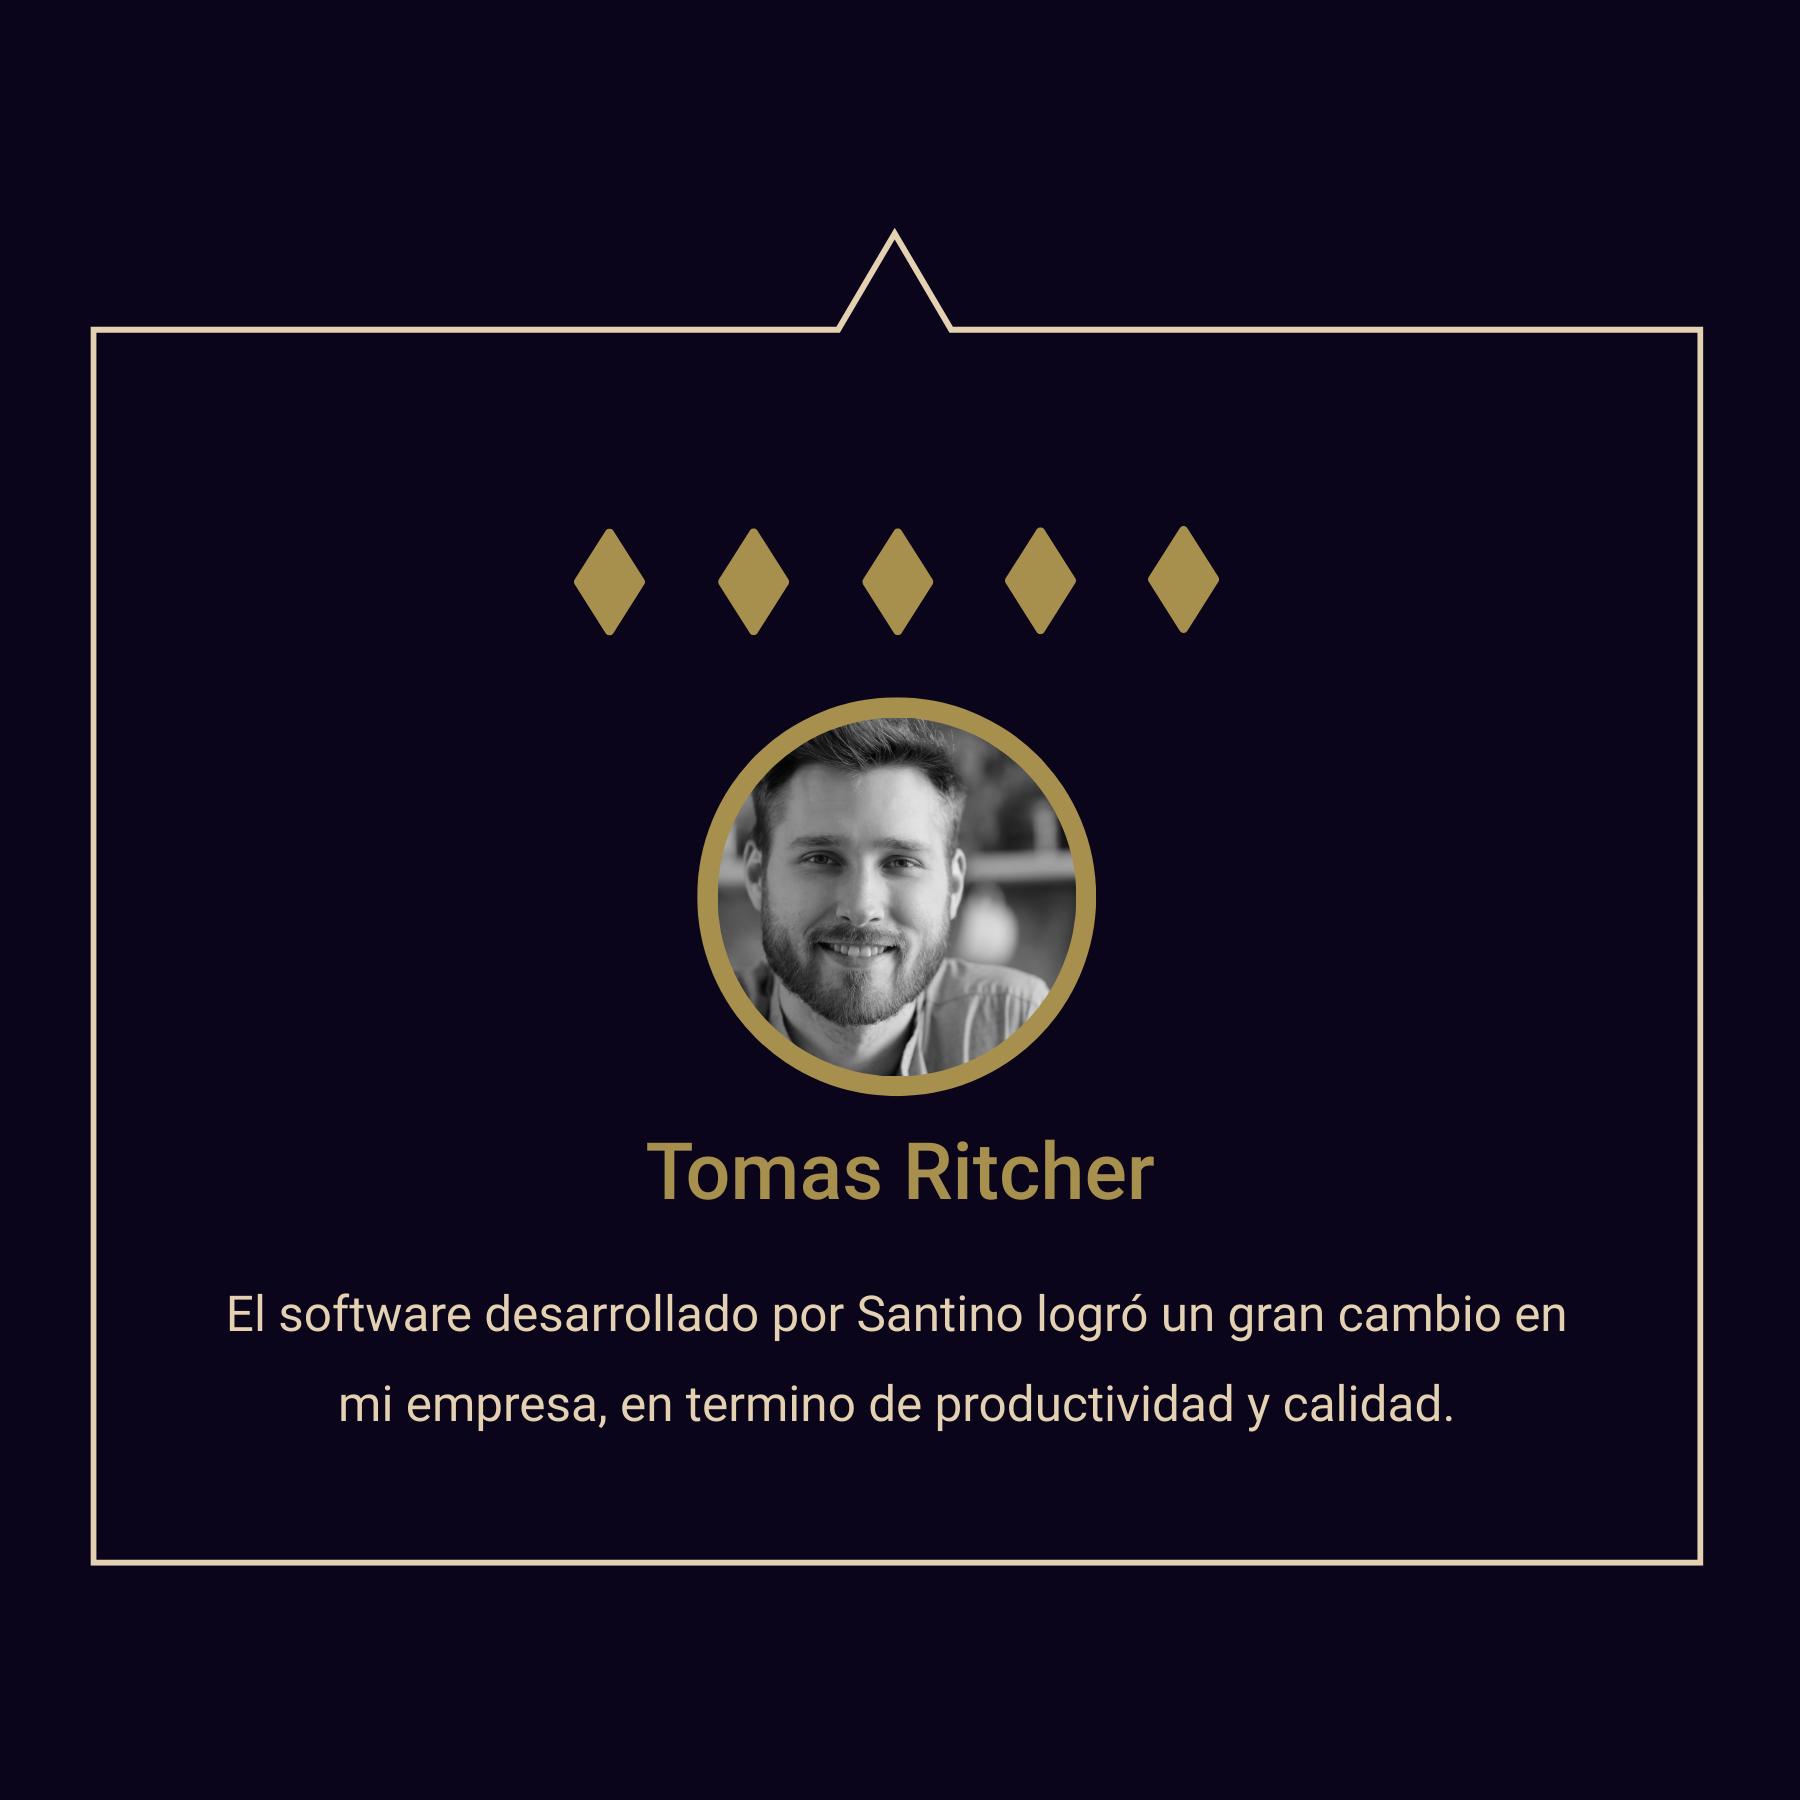 Tomas Ritcher
El software desarrollado por Santino logró un gran cambio en
mi empresa, en termino de productividad y calidad.